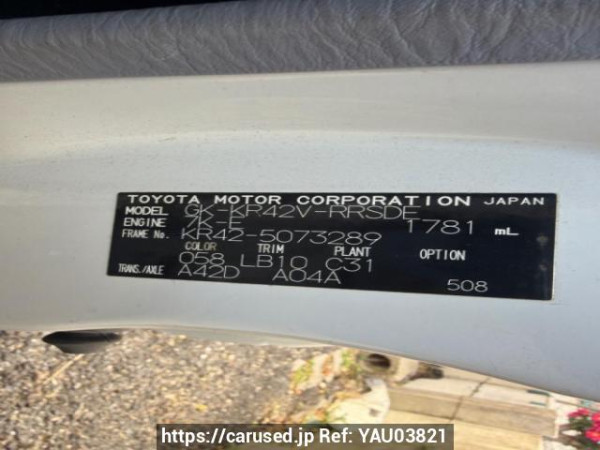 TOYOTA MOTOR CORPORATION JAPAN
MODEL GK-KR42V-RRSDE
ENGINE 7K-E 1781 mL
FRAME No. KR42-5073289
COLOR TRIM PLANT OPTION
058 LB10 C31
TRANS./AXLE A42D A04A 508
https://carused.jp Ref: YAU03821